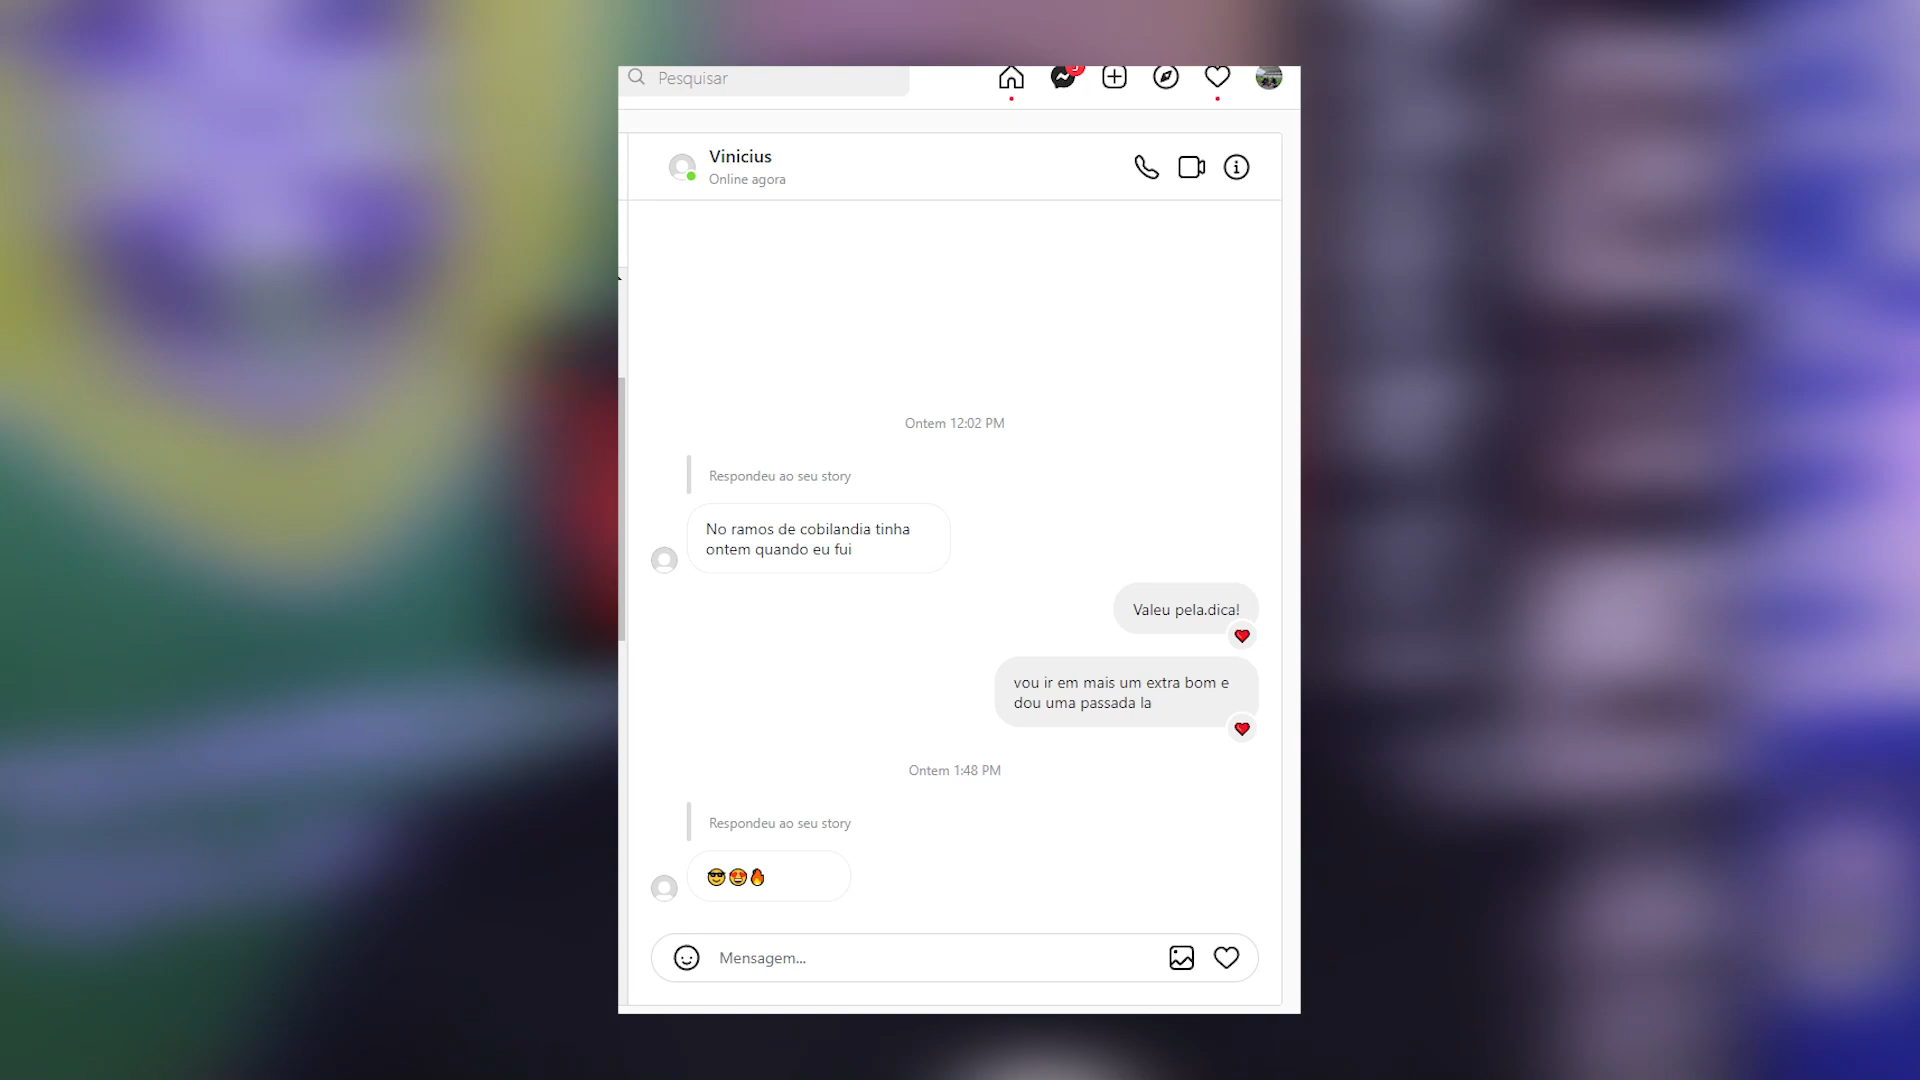 Pesquisar
Vinicius
Online agora
Ontem 12:02 PM
Respondeu ao seu story
No ramos de cobilandia tinha
ontem quando eu fui
Valeu pela.dica!
vou ir em mais um extra bom e
dou uma passada la
Ontem 1:48 PM
Respondeu ao seu story
😎😍🔥
Mensagem...